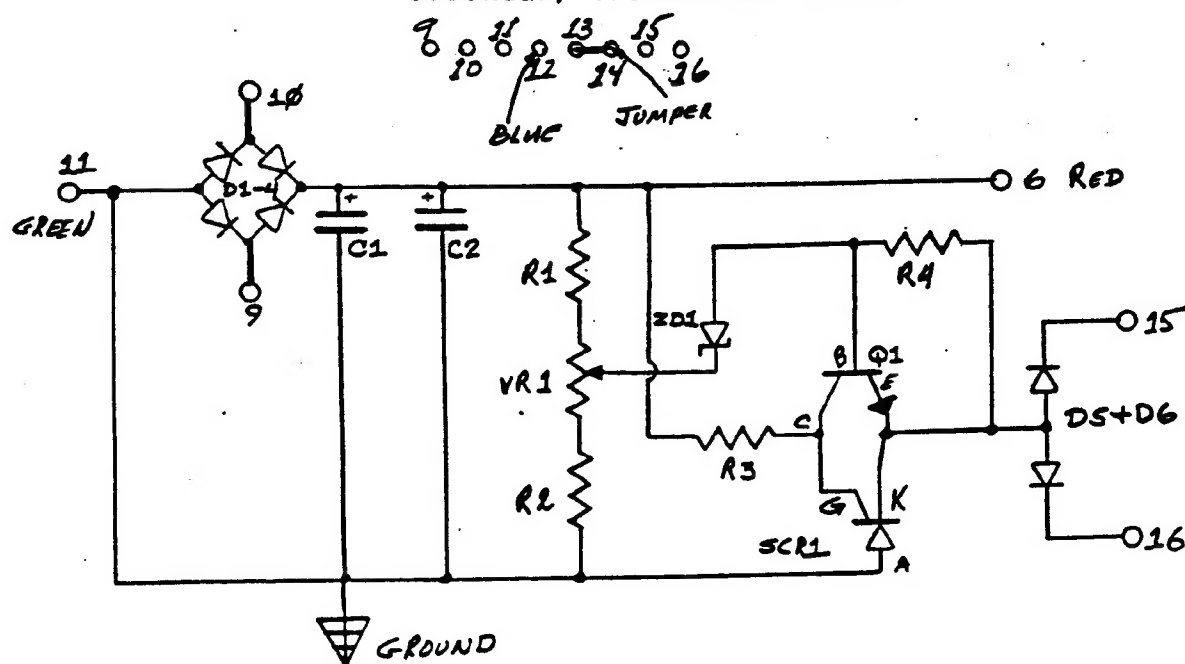 9 11 13 15
10 12 14 16
BLUE JUMPER
10
11
D1-4
GREEN
9
+ +
C1 C2
6 RED
R1
R4
ZD1
15
B Q1
E
VR1
D5+D6
C
R3
R2
G K
SCR1
A
16
GROUND